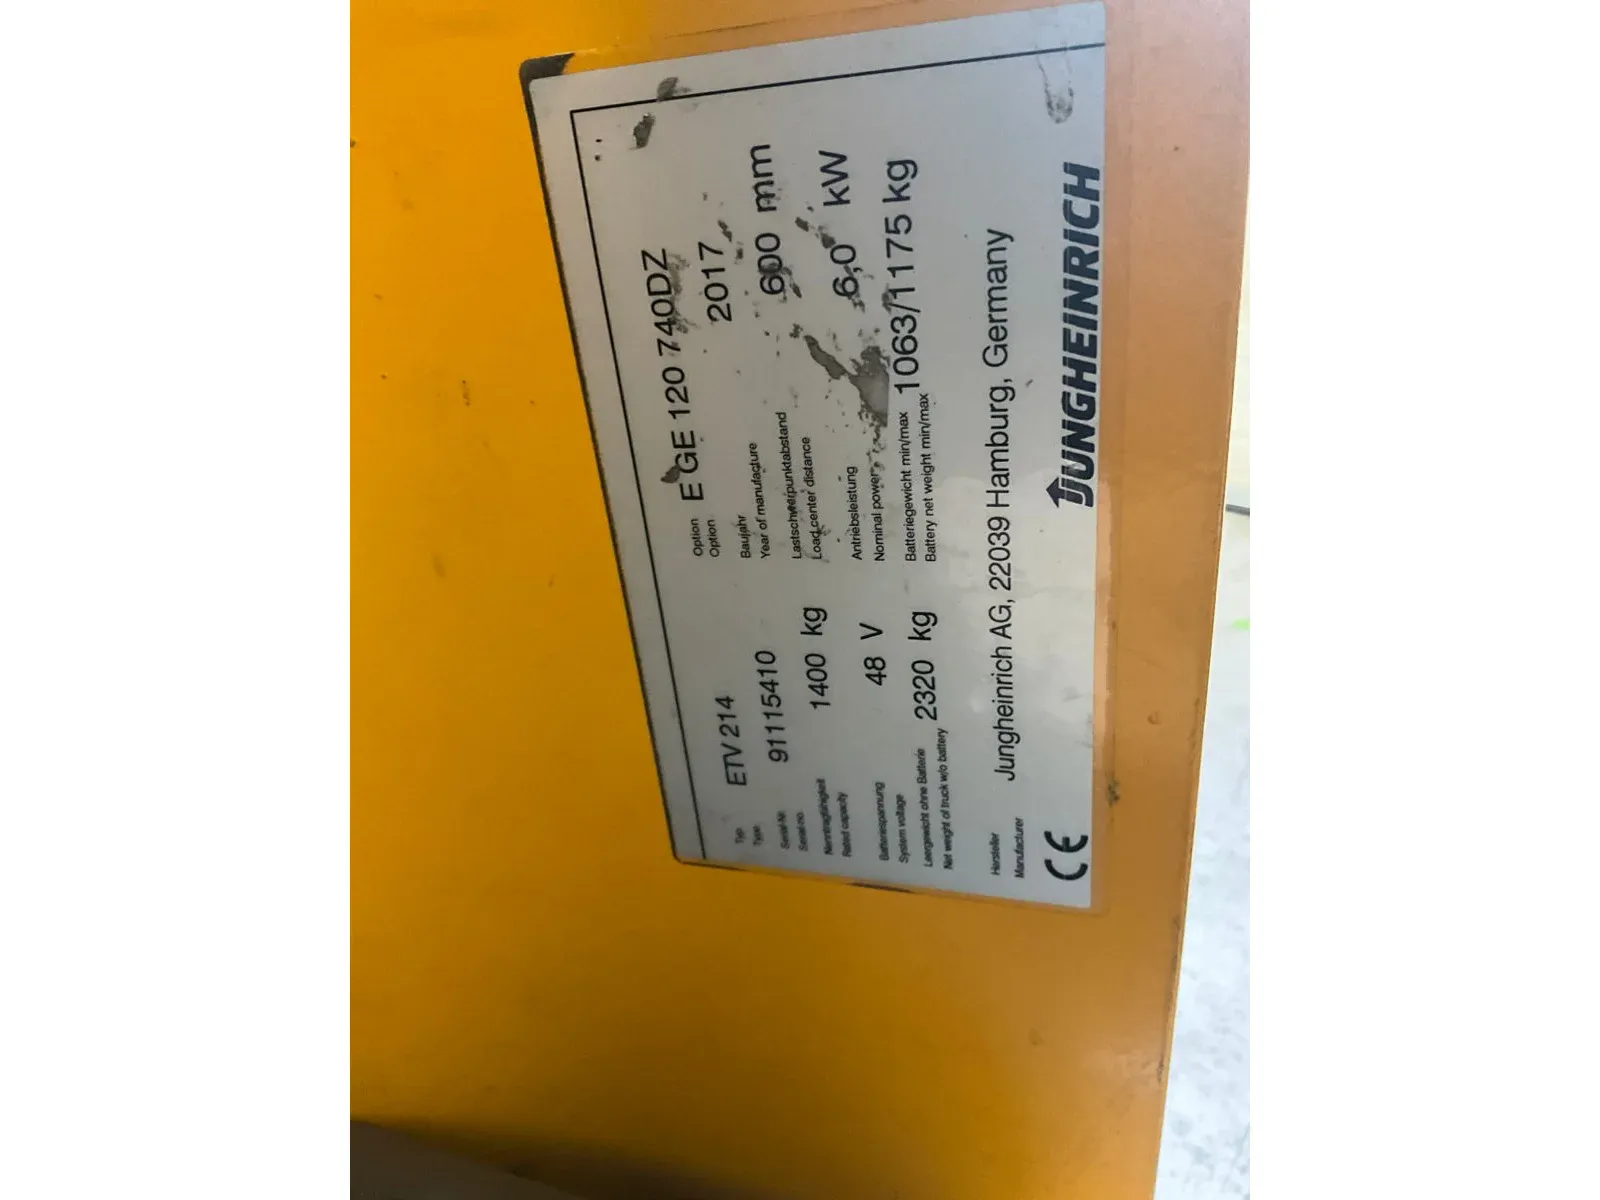 Typ ETV 214 Option E GE 120 740DZ
Type Option
Serial-Nr. 91115410 Baujahr 2017
Serial-no. Year of manufacture
Nenntragfähigkeit 1400 kg Lastschwerpunktabstand 600 mm
Rated capacity Load center distance
Batteriespannung 48 V Antriebsleistung 6,0 kW
System voltage Nominal power
Leergewicht ohne Batterie 2320 kg Batteriegewicht min/max 1063/1175 kg
Net weight of truck w/o battery Battery net weight min/max
Hersteller Jungheinrich AG, 22039 Hamburg, Germany
Manufacturer
CE JUNGHEINRICH